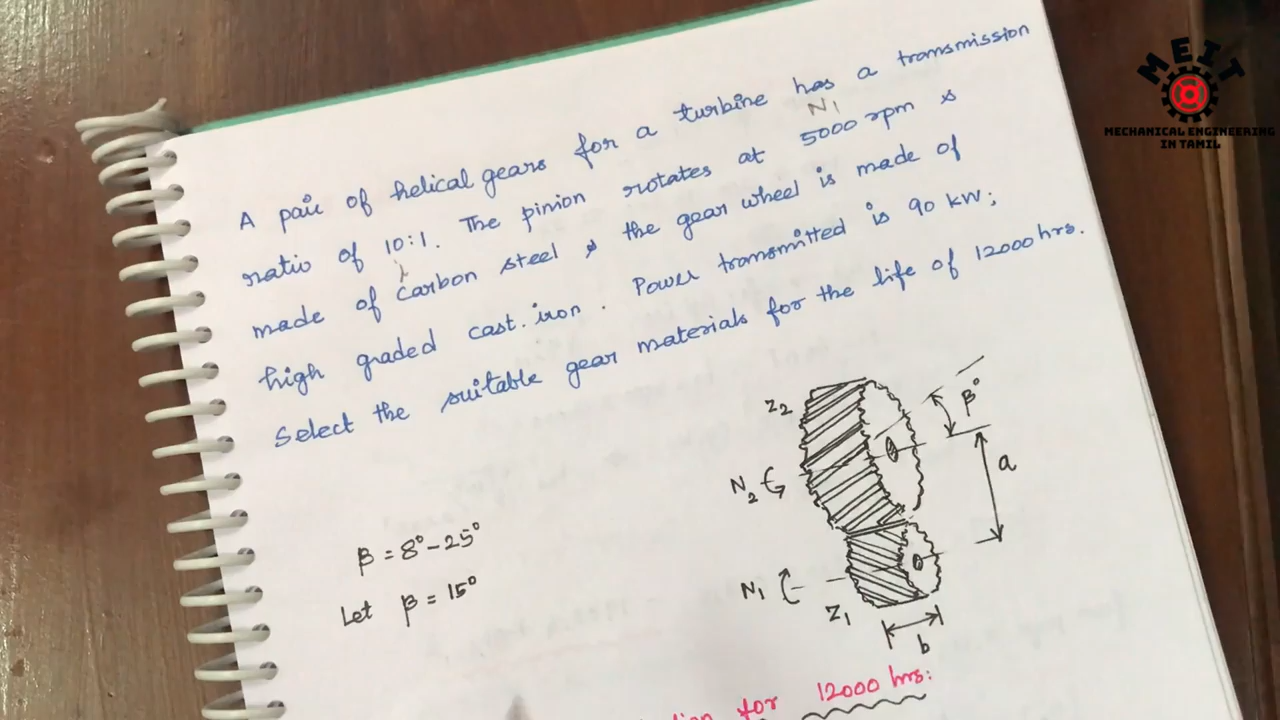 A pair of helical gears for a turbine has a transmission
N1
ratio of 10:1. The pinion rotates at 5000 rpm &
i
made of Carbon steel & the gear wheel is made of
high graded cast. iron. Power transmitted is 90 kW;
Select the suitable gear materials for the life of 12000 hrs.
Z2
β°
a
N2
β = 8° - 25°
Let β = 15°
N1
Z1
b
for 12000 hrs:
MEIT
MECHANICAL ENGINEERING
IN TAMIL